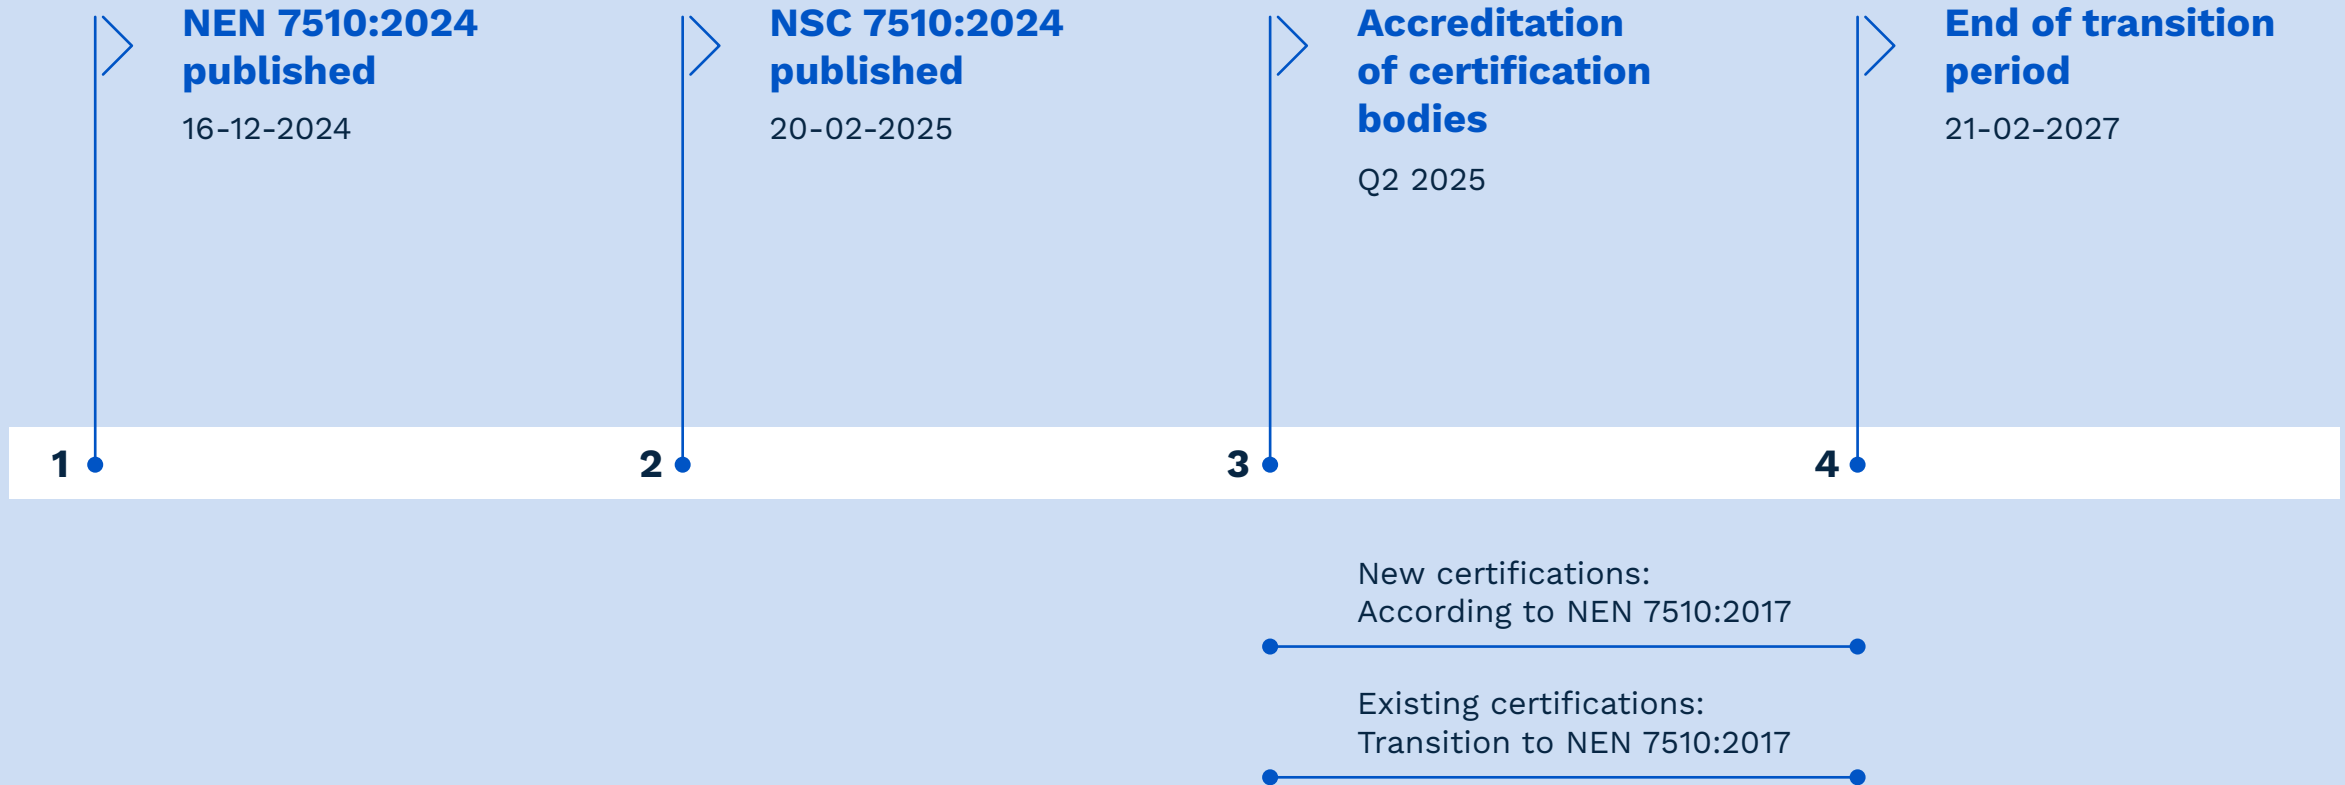 NEN 7510:2024
published
16-12-2024
NSC 7510:2024
published
20-02-2025
Accreditation
of certification
bodies
Q2 2025
End of transition
period
21-02-2027
1
2
3
4
New certifications:
According to NEN 7510:2017
Existing certifications:
Transition to NEN 7510:2017